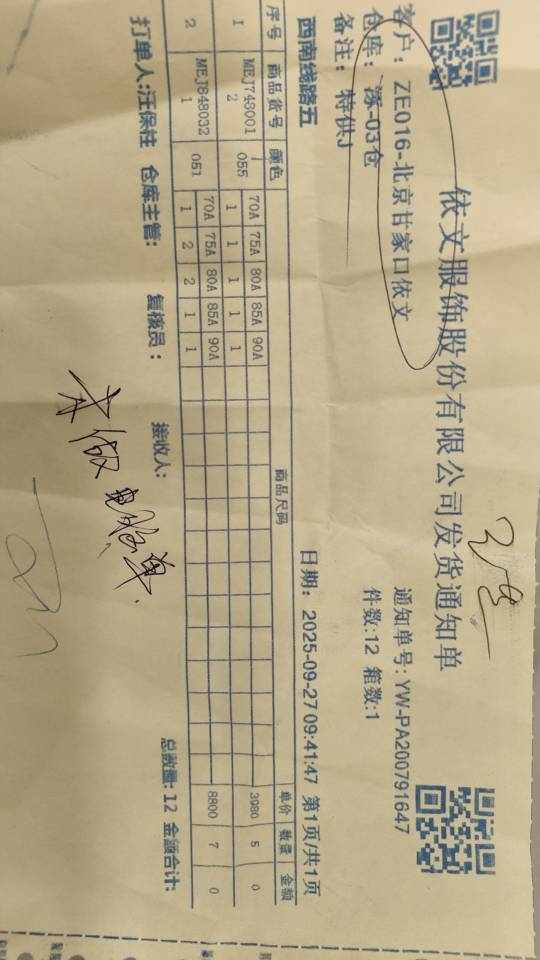 依文服饰股份有限公司发货通知单
客户：ZE016-北京甘家口依文 通知单号：YW-PA200791647
仓库：涿-03仓 件数:12 箱数:1
备注：特供J
西南线路五 日期：2025-09-27 09:41:47 第1页/共1页
序号 商品货号 颜色 商品尺码 单价 数量 金额
70A 75A 80A 85A 90A
1 MEJ748001 2 055 1 1 1 1 1 3980 5 0
70A 75A 80A 85A 90A
2 MEJ848032 1 051 1 2 2 1 1 8800 7 0
打单人:汪保柱 仓库主管： 复核员： 接收人： 总数量:12 金额合计:
未做
单